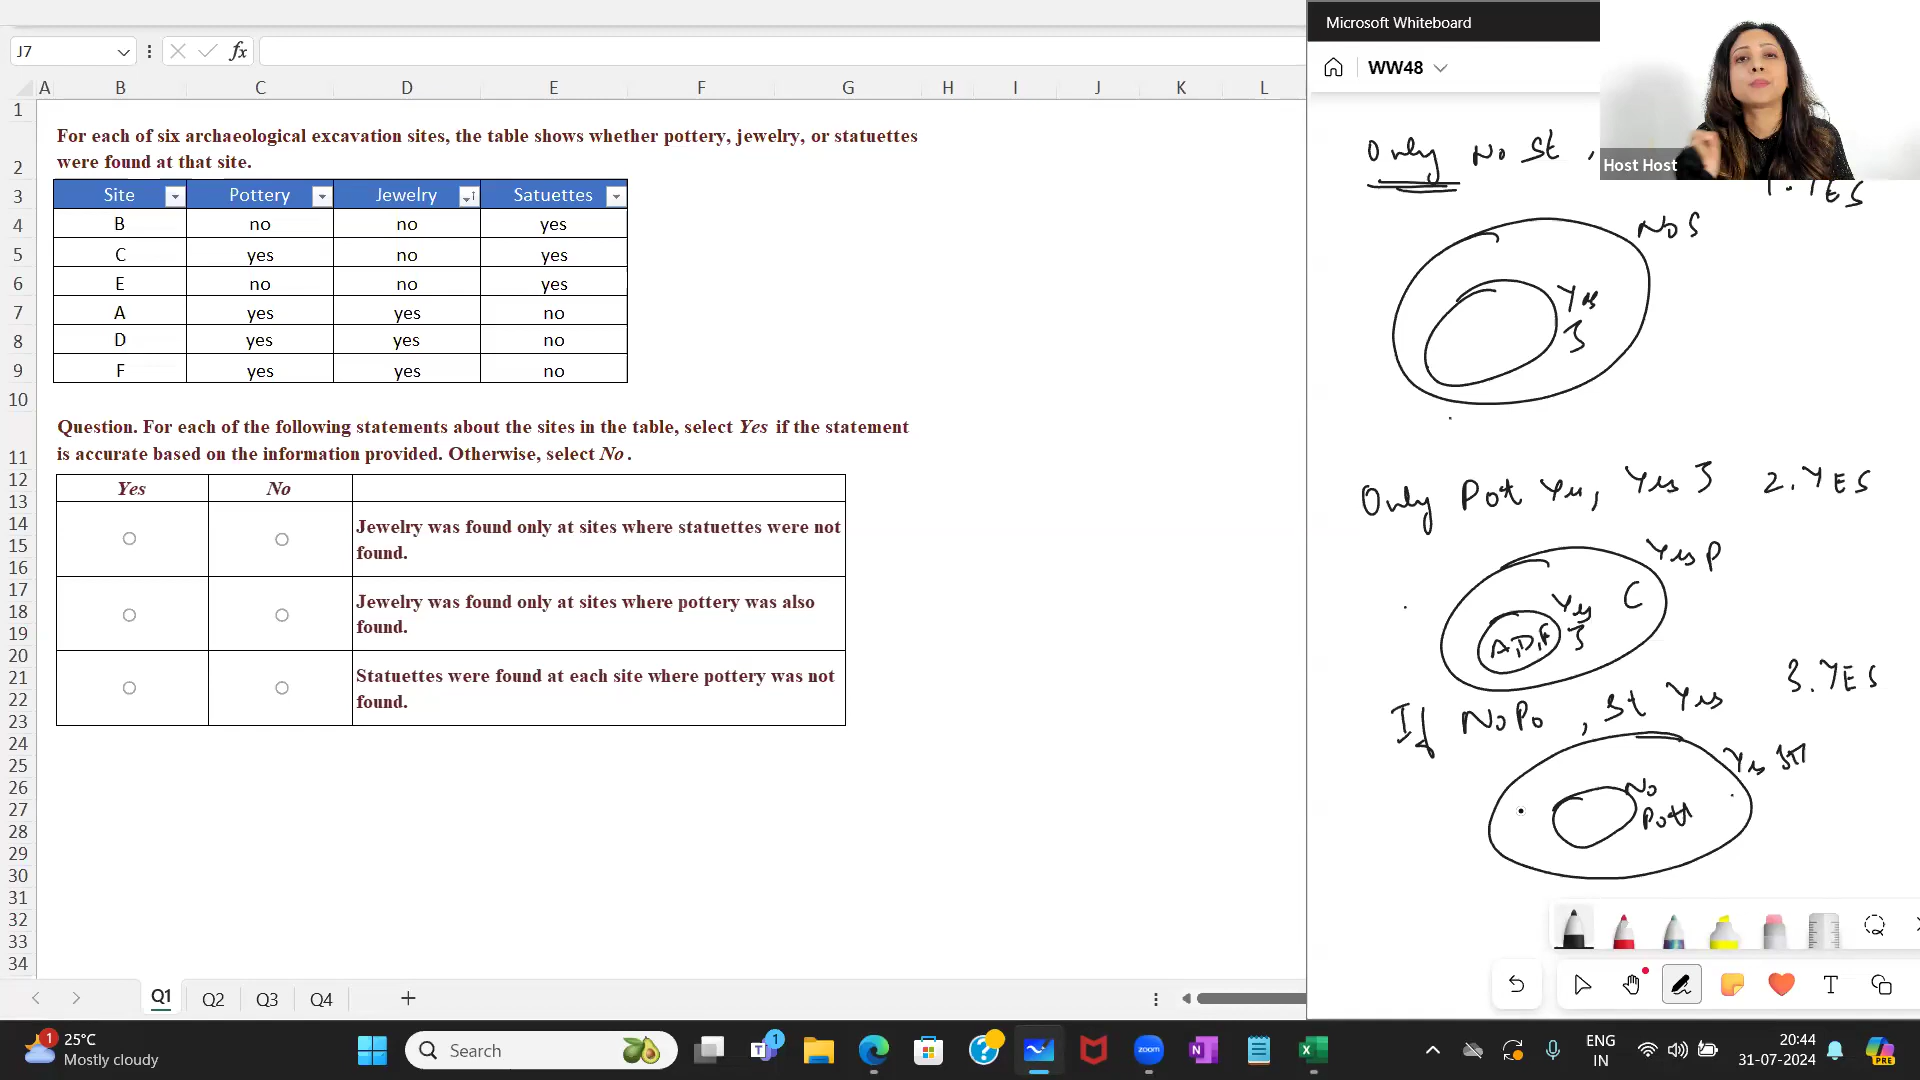 J7
fx
Microsoft Whiteboard
WW48
Host Host
A B C D E F G H I J K L
1
For each of six archaeological excavation sites, the table shows whether pottery, jewelry, or statuettes
2 were found at that site.
3 Site Pottery Jewelry Satuettes
4 B no no yes
5 C yes no yes
6 E no no yes
7 A yes yes no
8 D yes yes no
9 F yes yes no
10
Question. For each of the following statements about the sites in the table, select Yes if the statement
11 is accurate based on the information provided. Otherwise, select No.
12 Yes No
13
14 Jewelry was found only at sites where statuettes were not
15 found.
16
17
18 Jewelry was found only at sites where pottery was also
19 found.
20
21 Statuettes were found at each site where pottery was not
22 found.
23
24
25
26
27
28
29
30
31
32
33
34
Q1 Q2 Q3 Q4
Only No St,
1. YES
No S
Yes
J
Only Pot Yes, Yes J 2. YES
Yes P
Yes
J
C
A, D, F
If No Po, St Yes 3. YES
Yes St
No
Pott
T
1
25°C
Mostly cloudy
Search
1
zoom
ENG
IN
20:44
31-07-2024
PRE